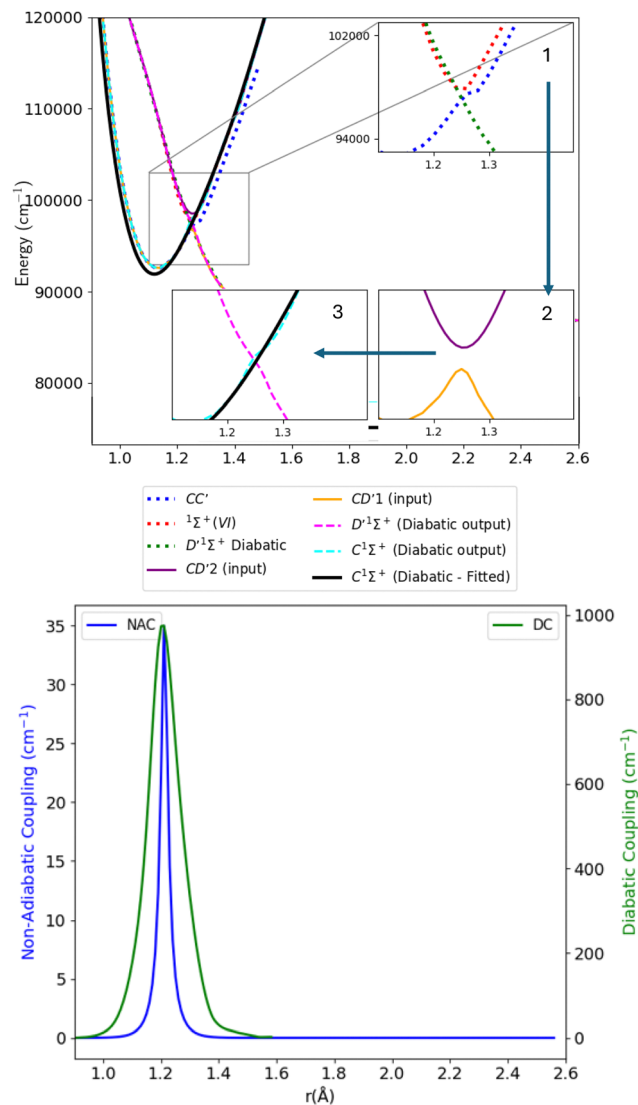 120000
110000
100000
90000
80000
Energy (cm⁻¹)
1.0 1.2 1.4 1.6 1.8 2.0 2.2 2.4 2.6
102000
94000
1
1.2 1.3
3
1.2 1.3
2
1.2 1.3
CC'
¹Σ⁺(VI)
D'¹Σ⁺ Diabatic
CD'2 (input)
CD'1 (input)
D'¹Σ⁺ (Diabatic output)
C¹Σ⁺ (Diabatic output)
C¹Σ⁺ (Diabatic - Fitted)
NAC
DC
35
30
25
20
15
10
5
0
Non-Adiabatic Coupling (cm⁻¹)
1000
800
600
400
200
0
Diabatic Coupling (cm⁻¹)
1.0 1.2 1.4 1.6 1.8 2.0 2.2 2.4 2.6
r(Å)